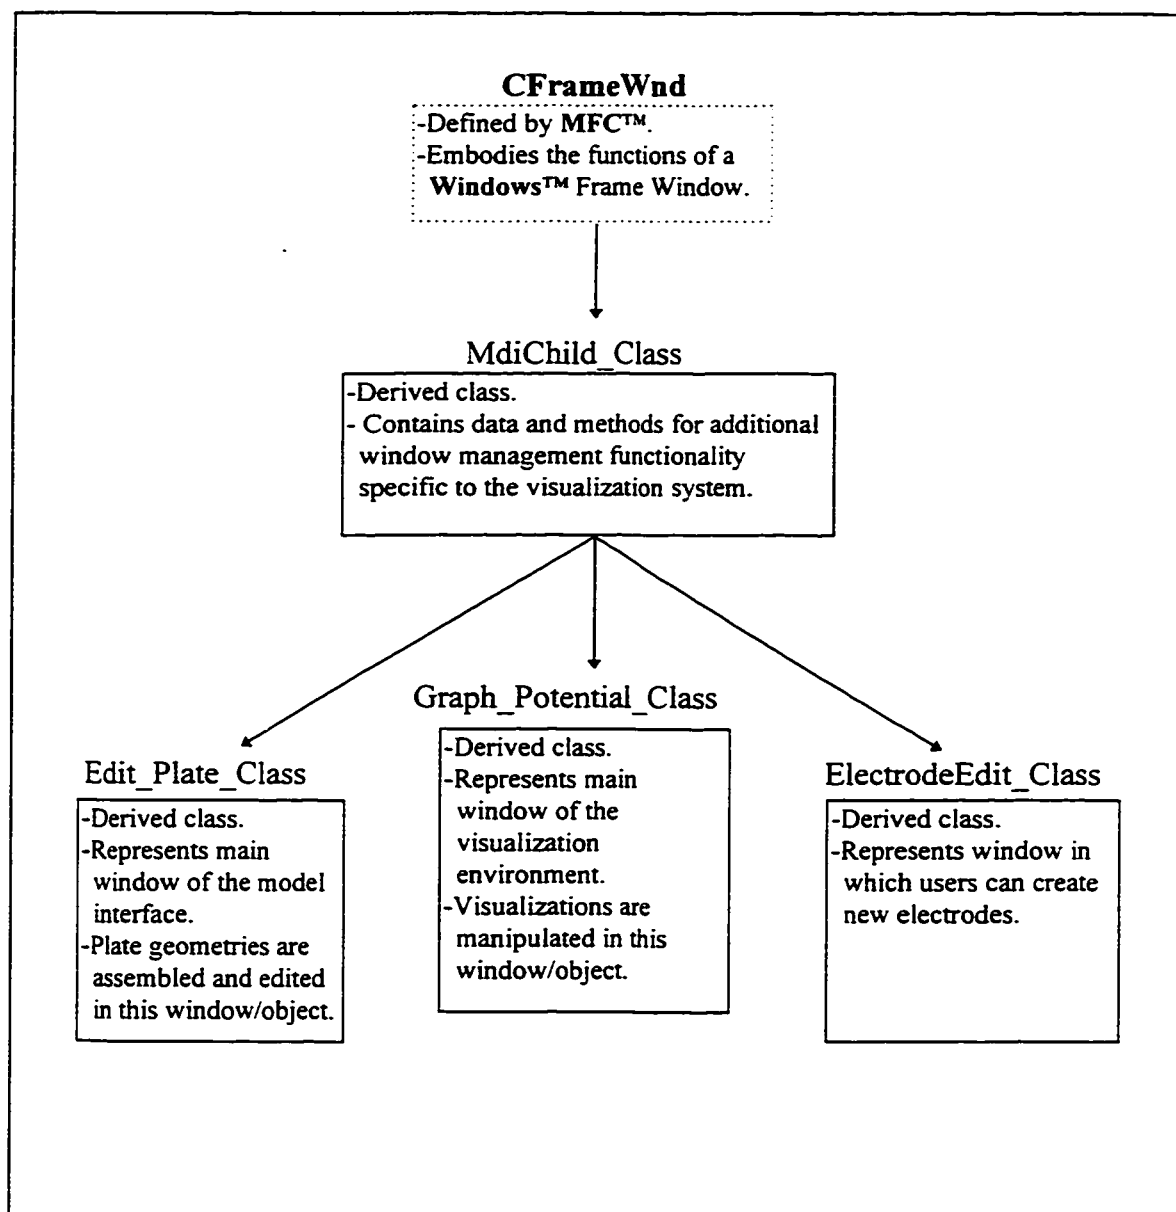 CFrameWnd
-Defined by MFC™.
-Embodies the functions of a
Windows™ Frame Window.
MdiChild_Class
-Derived class.
- Contains data and methods for additional
window management functionality
specific to the visualization system.
Edit_Plate_Class
-Derived class.
-Represents main
window of the model
interface.
-Plate geometries are
assembled and edited
in this window/object.
Graph_Potential_Class
-Derived class.
-Represents main
window of the
visualization
environment.
-Visualizations are
manipulated in this
window/object.
ElectrodeEdit_Class
-Derived class.
-Represents window in
which users can create
new electrodes.